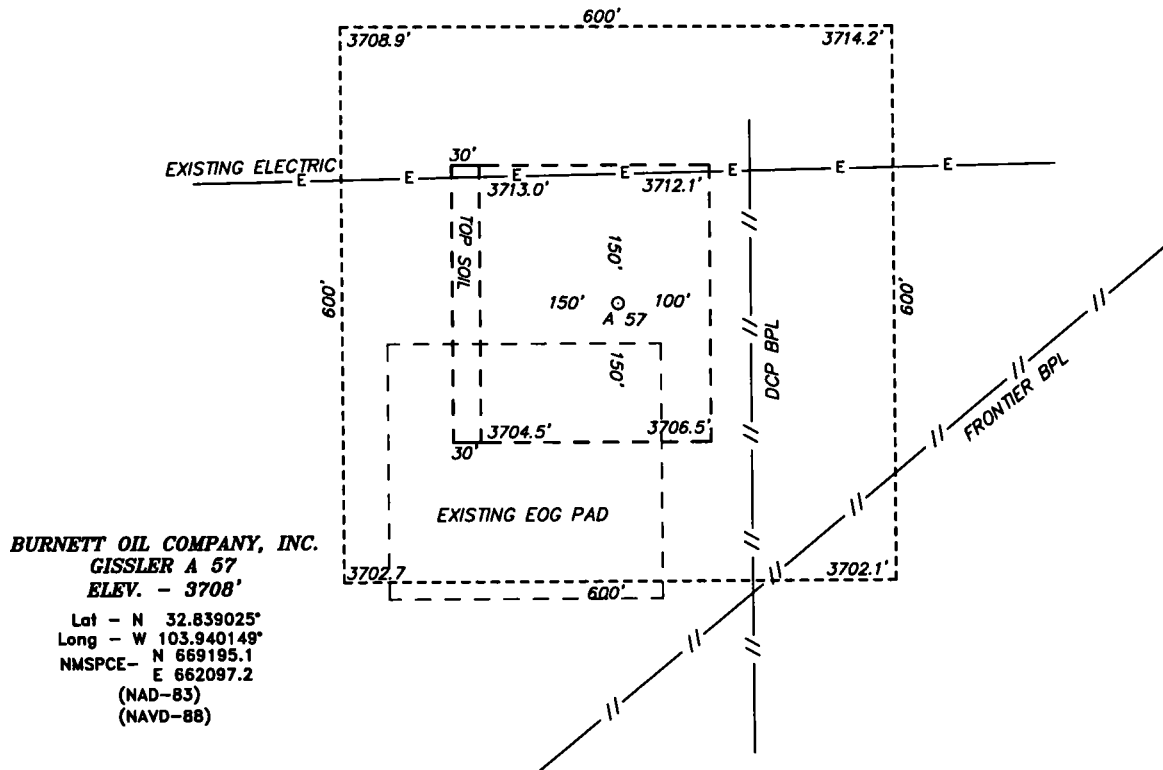 600'
3708.9'
3714.2'
30'
EXISTING ELECTRIC
E
E
E
E
E
E
E
3713.0'
3712.1'
TOP SOIL
150'
600'
600'
150'
100'
A 57
150'
DCP BPL
FRONTIER BPL
3704.5'
3706.5'
30'
EXISTING EOG PAD
BURNETT OIL COMPANY, INC.
GISSLER A 57
ELEV. - 3708'
3702.7
3702.1'
600'
Lat - N 32.839025°
Long - W 103.940149°
NMSPCE- N 669195.1
E 662097.2
(NAD-83)
(NAVD-88)